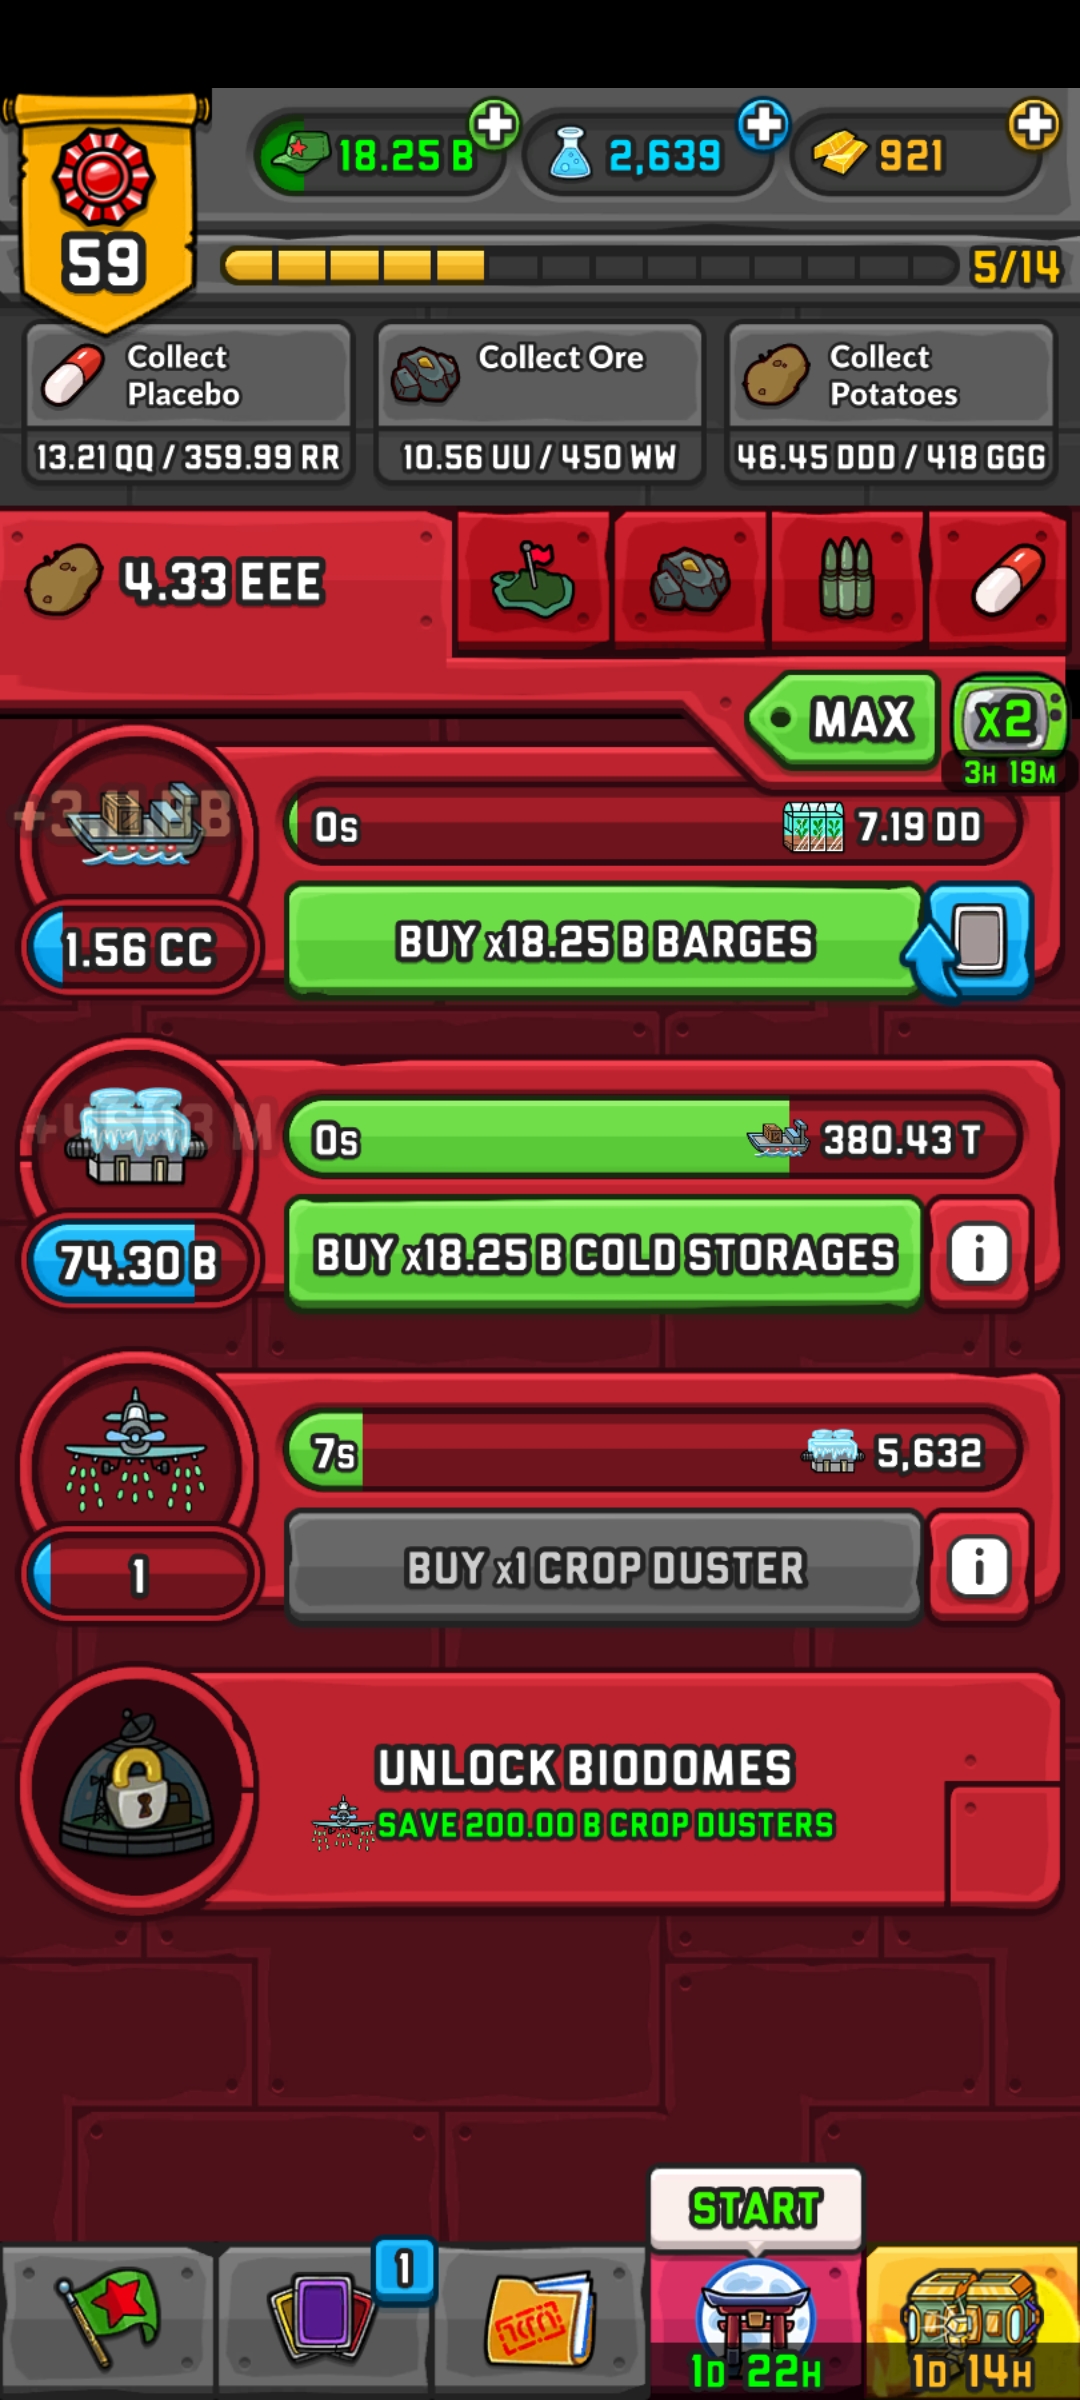 59
18.25 B
2,639
921
5/14
Collect
Placebo
13.21 QQ / 359.99 RR
Collect Ore
10.56 UU / 450 WW
Collect
Potatoes
46.45 DDD / 418 GGG
4.33 EEE
MAX
x2
3H 19M
0s
7.19 DD
1.56 CC
BUY x18.25 B BARGES
0s
380.43 T
74.30 B
BUY x18.25 B COLD STORAGES
i
7s
5,632
1
BUY x1 CROP DUSTER
i
UNLOCK BIODOMES
SAVE 200.00 B CROP DUSTERS
START
1
1D 22H
1D 14H